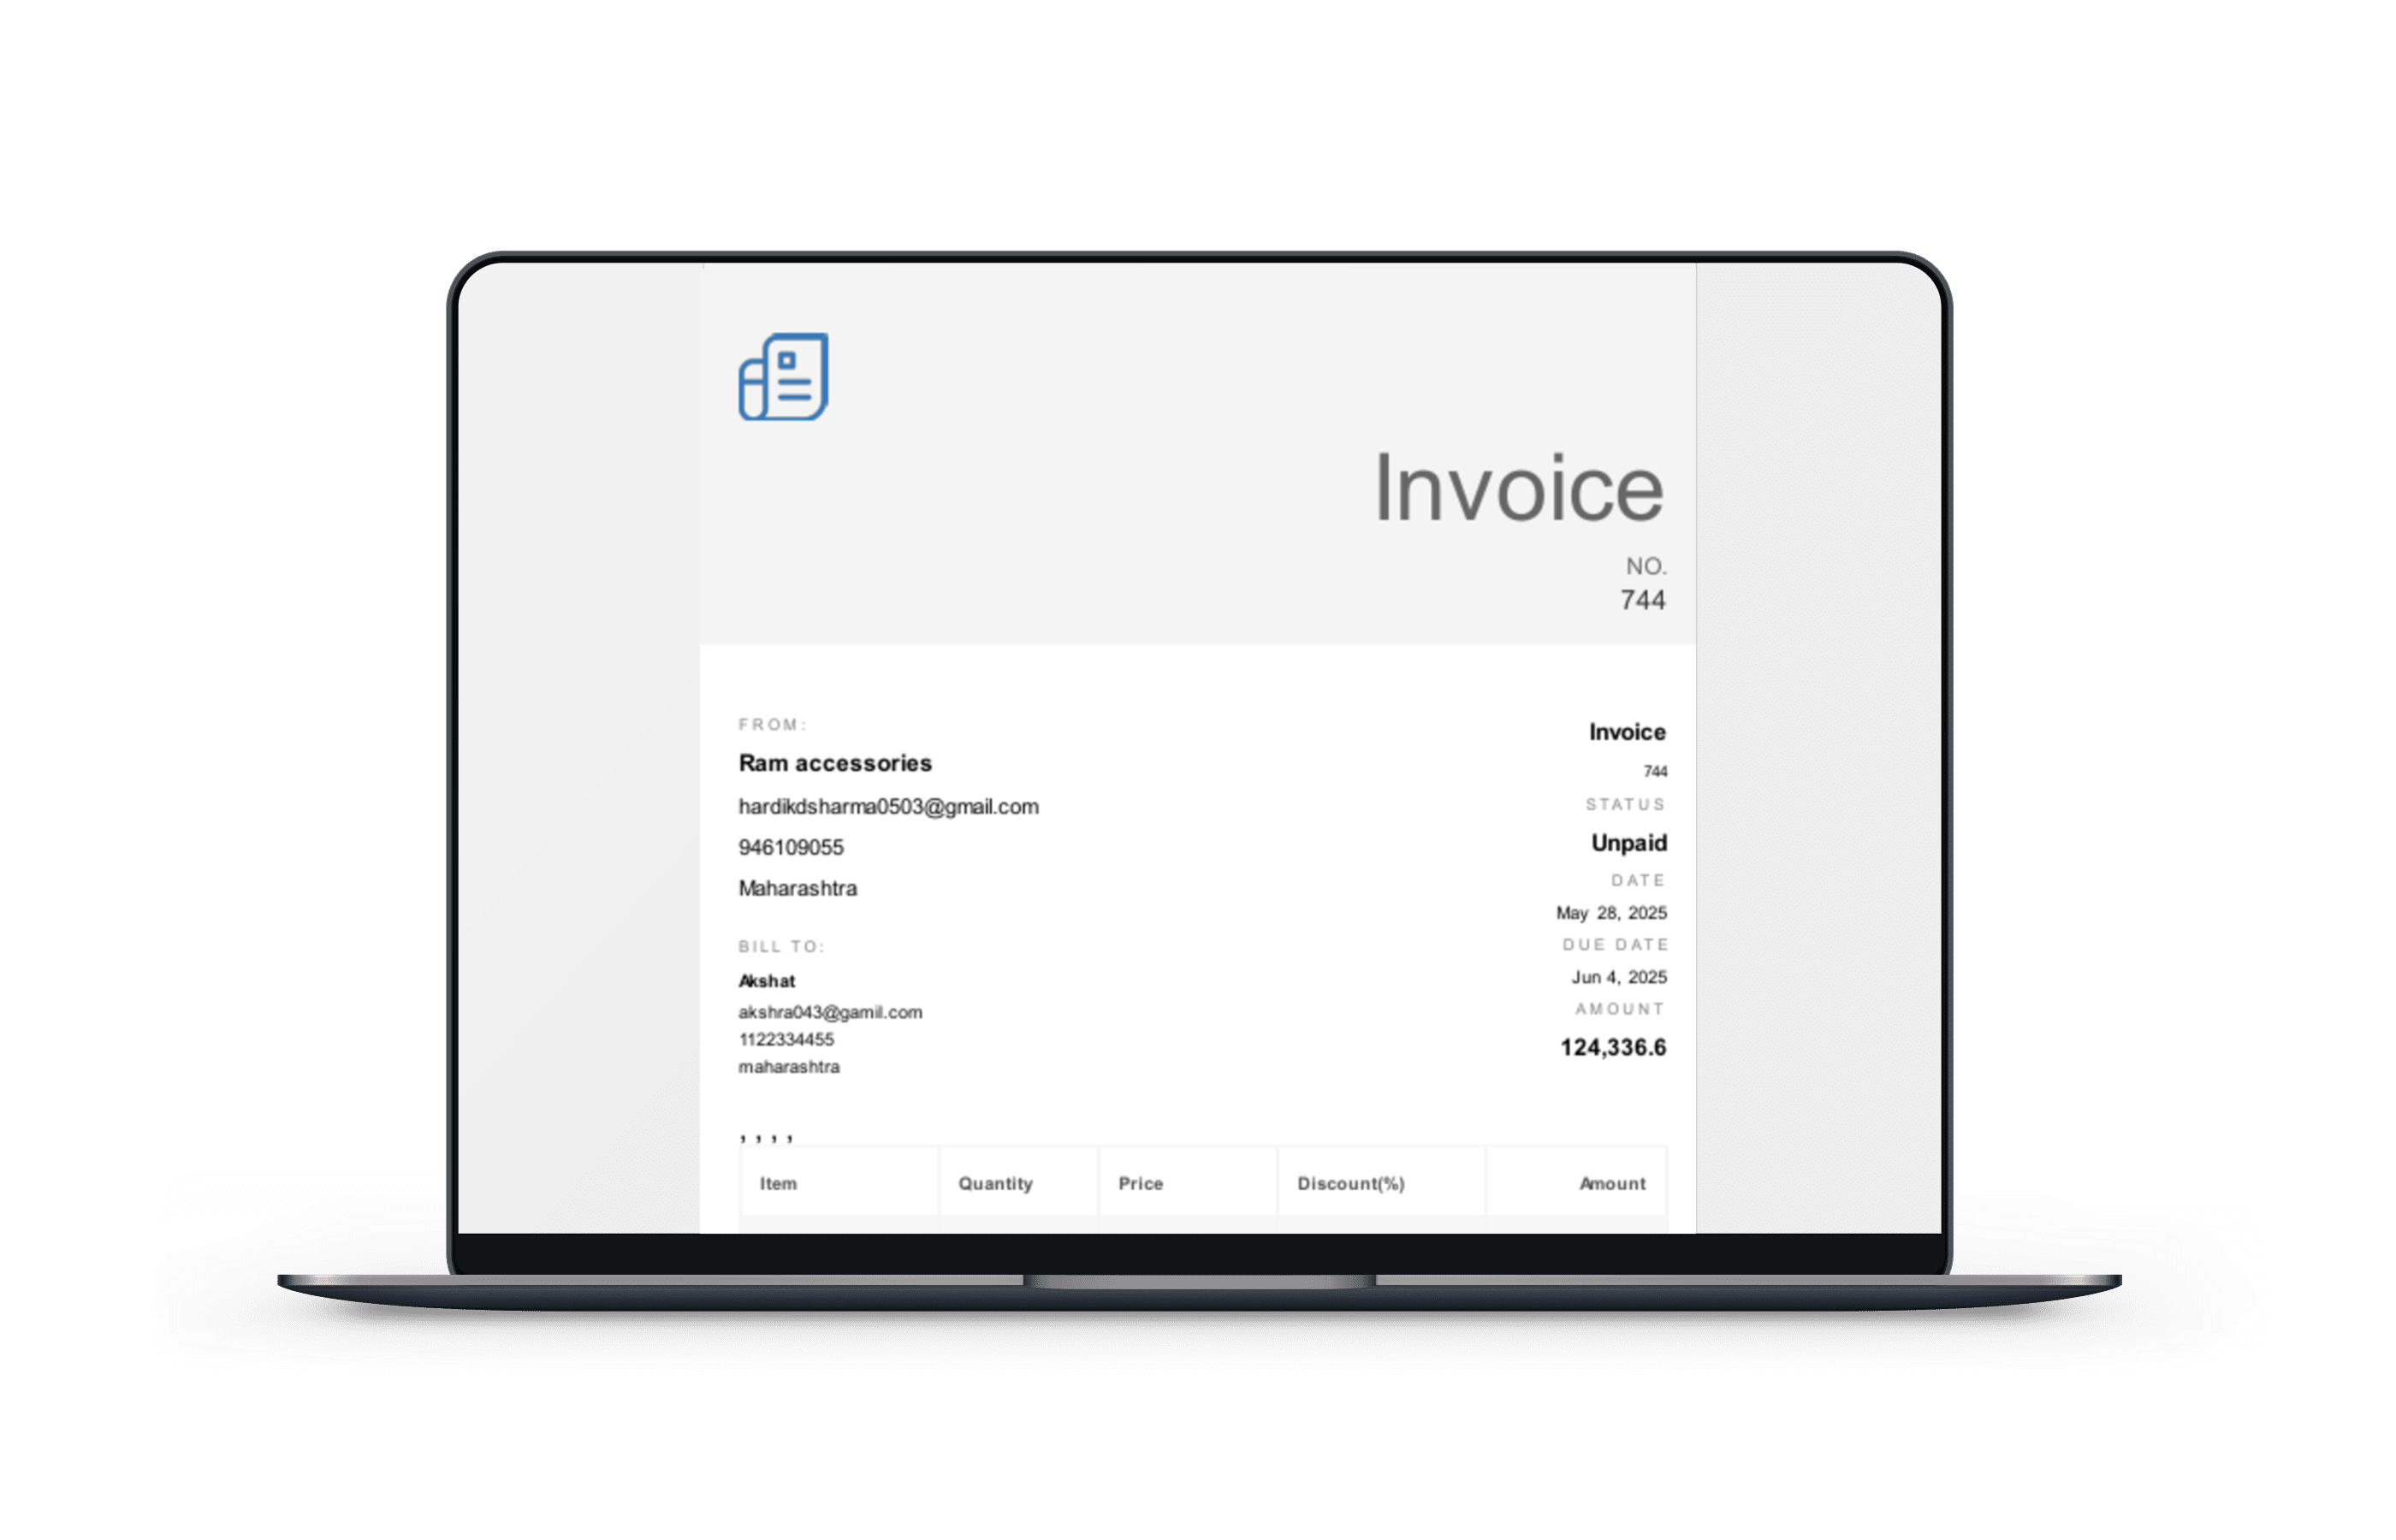 Invoice
NO.
744
FROM:
Ram accessories
hardikdsharma0503@gmail.com
946109055
Maharashtra
BILL TO:
Akshat
akshra043@gamil.com
1122334455
maharashtra
Invoice
744
STATUS
Unpaid
DATE
May 28, 2025
DUE DATE
Jun 4, 2025
AMOUNT
124,336.6
, , , ,
Item Quantity Price Discount(%) Amount